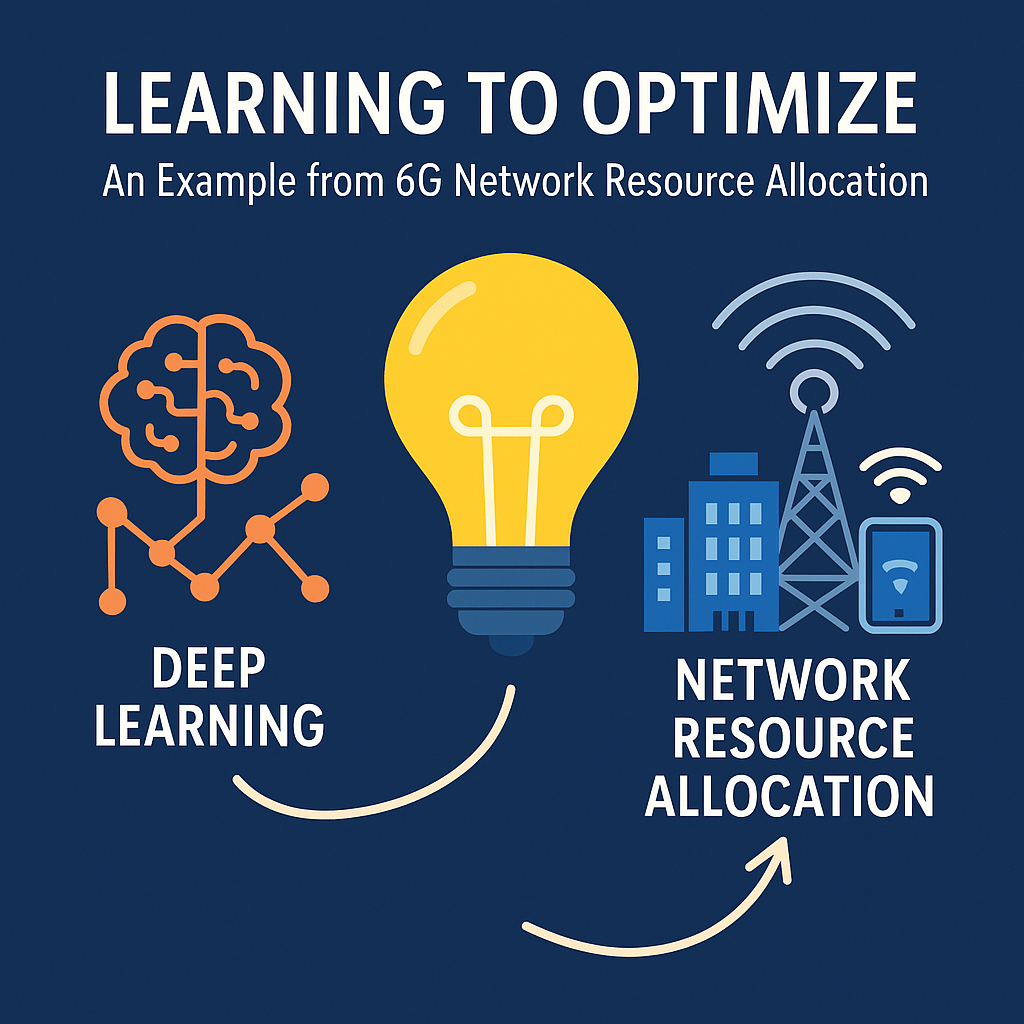 LEARNING TO OPTIMIZE
An Example from 6G Network Resource Allocation
DEEP
LEARNING
NETWORK
RESOURCE
ALLOCATION